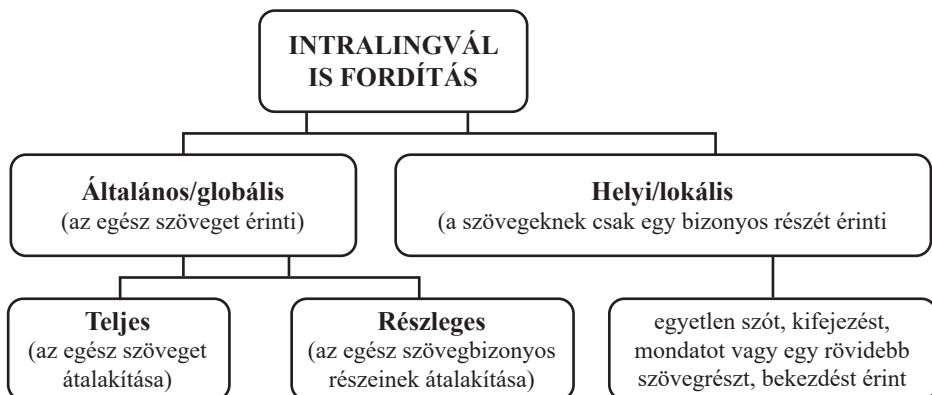 INTRALINGVÁL
IS FORDÍTÁS
Általános/globális
(az egész szöveget érinti)
Helyi/lokális
(a szövegeknek csak egy bizonyos részét érinti
Teljes
(az egész szöveget
átalakítása)
Részleges
(az egész szövegbizonyos
részeinek átalakítása)
egyetlen szót, kifejezést,
mondatot vagy egy rövidebb
szövegrészt, bekezdést érint